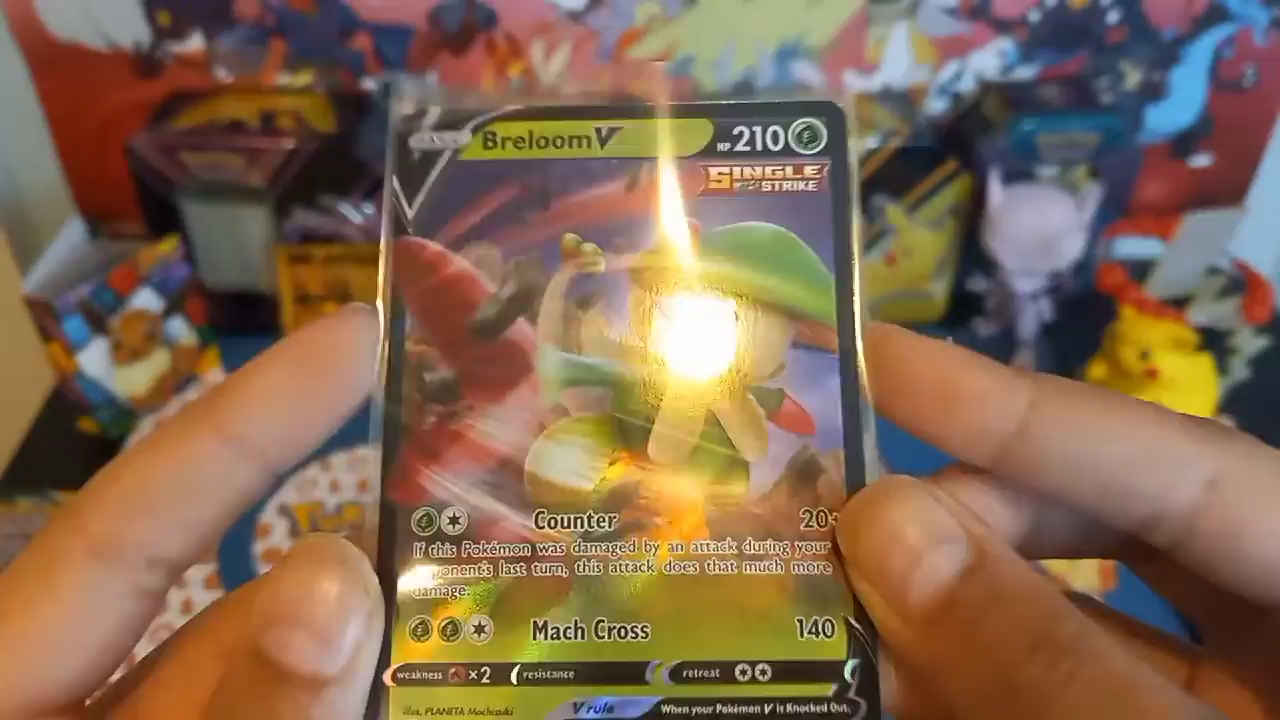 BASIC Breloom V HP 210
SINGLE
STRIKE
Counter 20+
If this Pokémon was damaged by an attack during your
ponent's last turn, this attack does that much more
damage.
Mach Cross 140
weakness ×2 resistance retreat
illus. PLANETA Mochizuki V rule When your Pokémon V is Knocked Out,